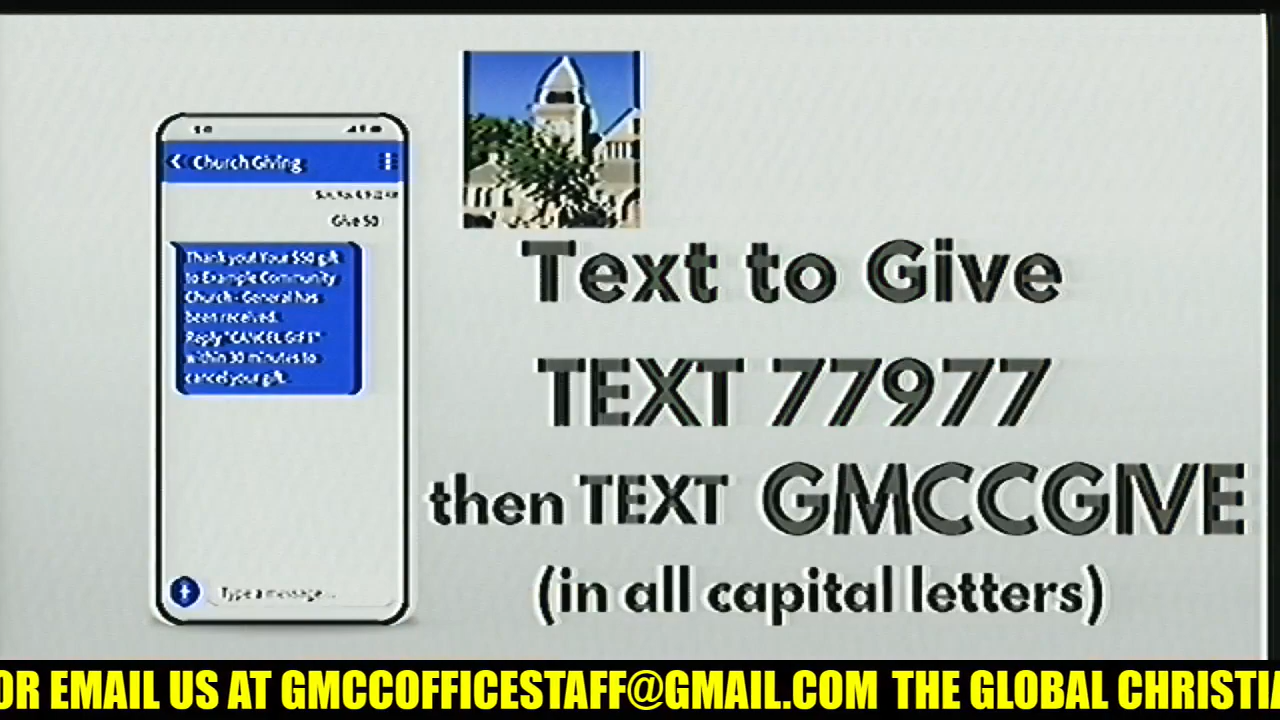 Church Giving
Give 50
Thank you! Your $50 gift
to Example Community
Church - General has
been received.
Reply "CANCEL GIFT"
within 30 minutes to
cancel your gift.
Type a message...
Text to Give
TEXT 77977
then TEXT GMCCGIVE
(in all capital letters)
OR EMAIL US AT GMCCOFFICESTAFF@GMAIL.COM THE GLOBAL CHRISTIA